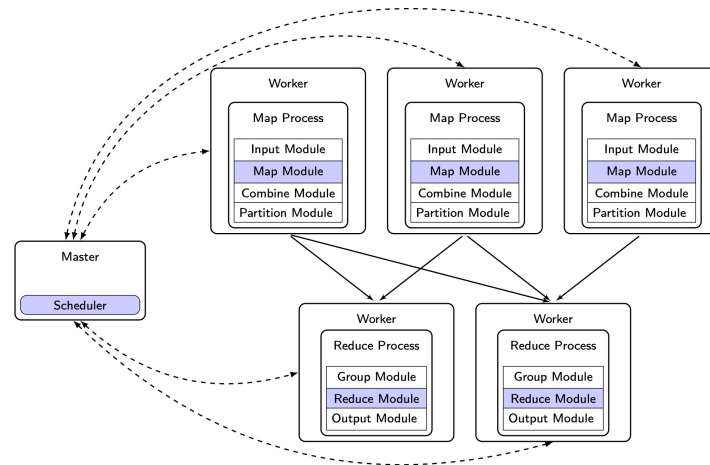 Worker
Map Process
Input Module
Map Module
Combine Module
Partition Module
Worker
Map Process
Input Module
Map Module
Combine Module
Partition Module
Worker
Map Process
Input Module
Map Module
Combine Module
Partition Module
Master
Scheduler
Worker
Reduce Process
Group Module
Reduce Module
Output Module
Worker
Reduce Process
Group Module
Reduce Module
Output Module